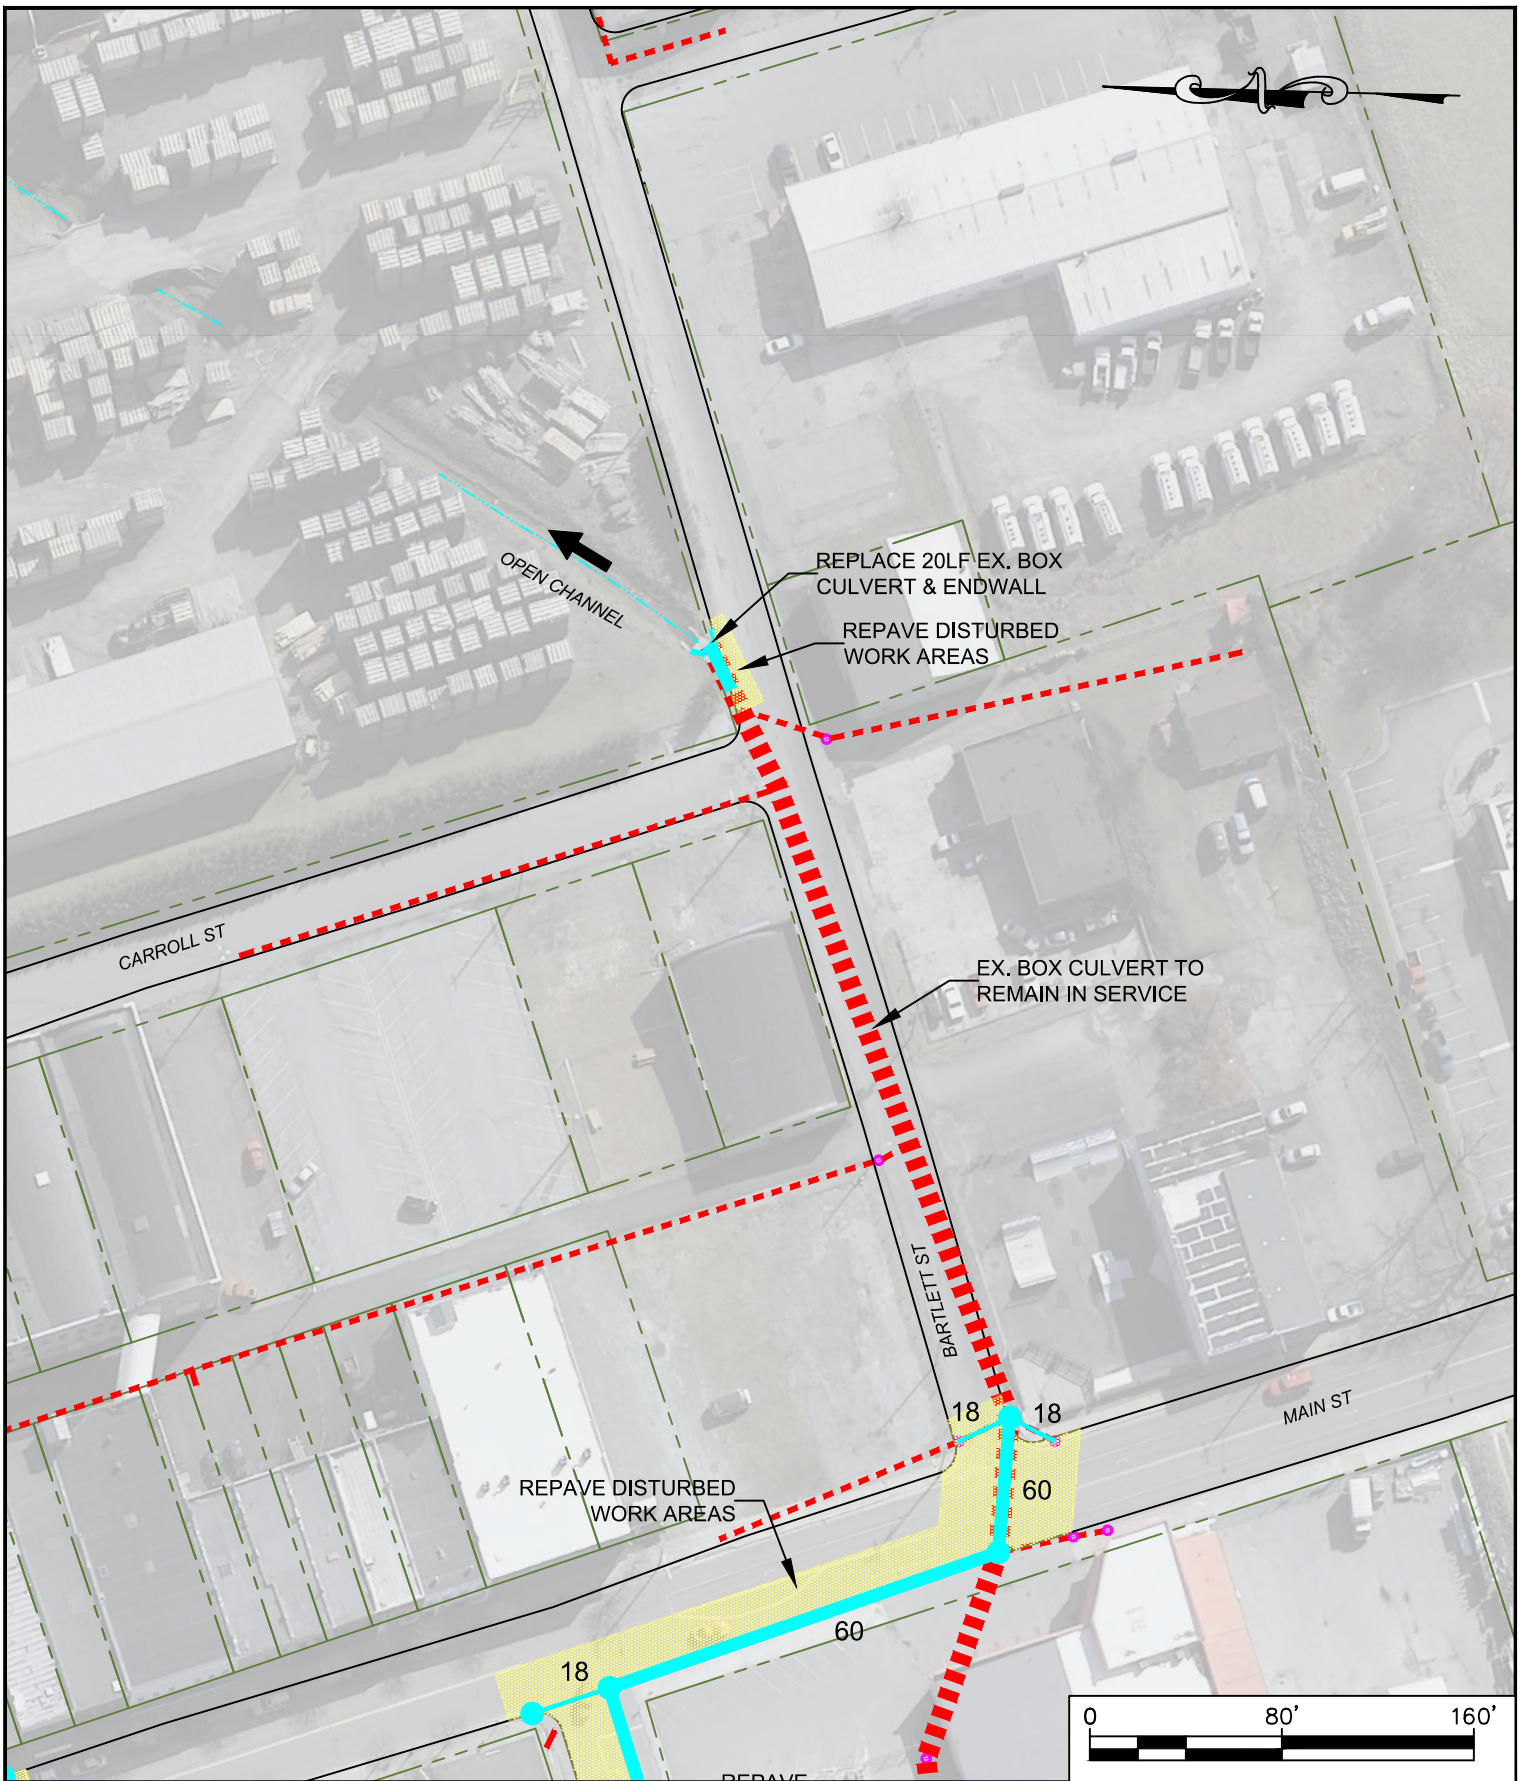 REPLACE 20LF EX. BOX
CULVERT & ENDWALL
OPEN CHANNEL
REPAVE DISTURBED
WORK AREAS
CARROLL ST
EX. BOX CULVERT TO
REMAIN IN SERVICE
BARTLETT ST
18
18
MAIN ST
60
REPAVE DISTURBED
WORK AREAS
60
18
0 80' 160'
REPAVE